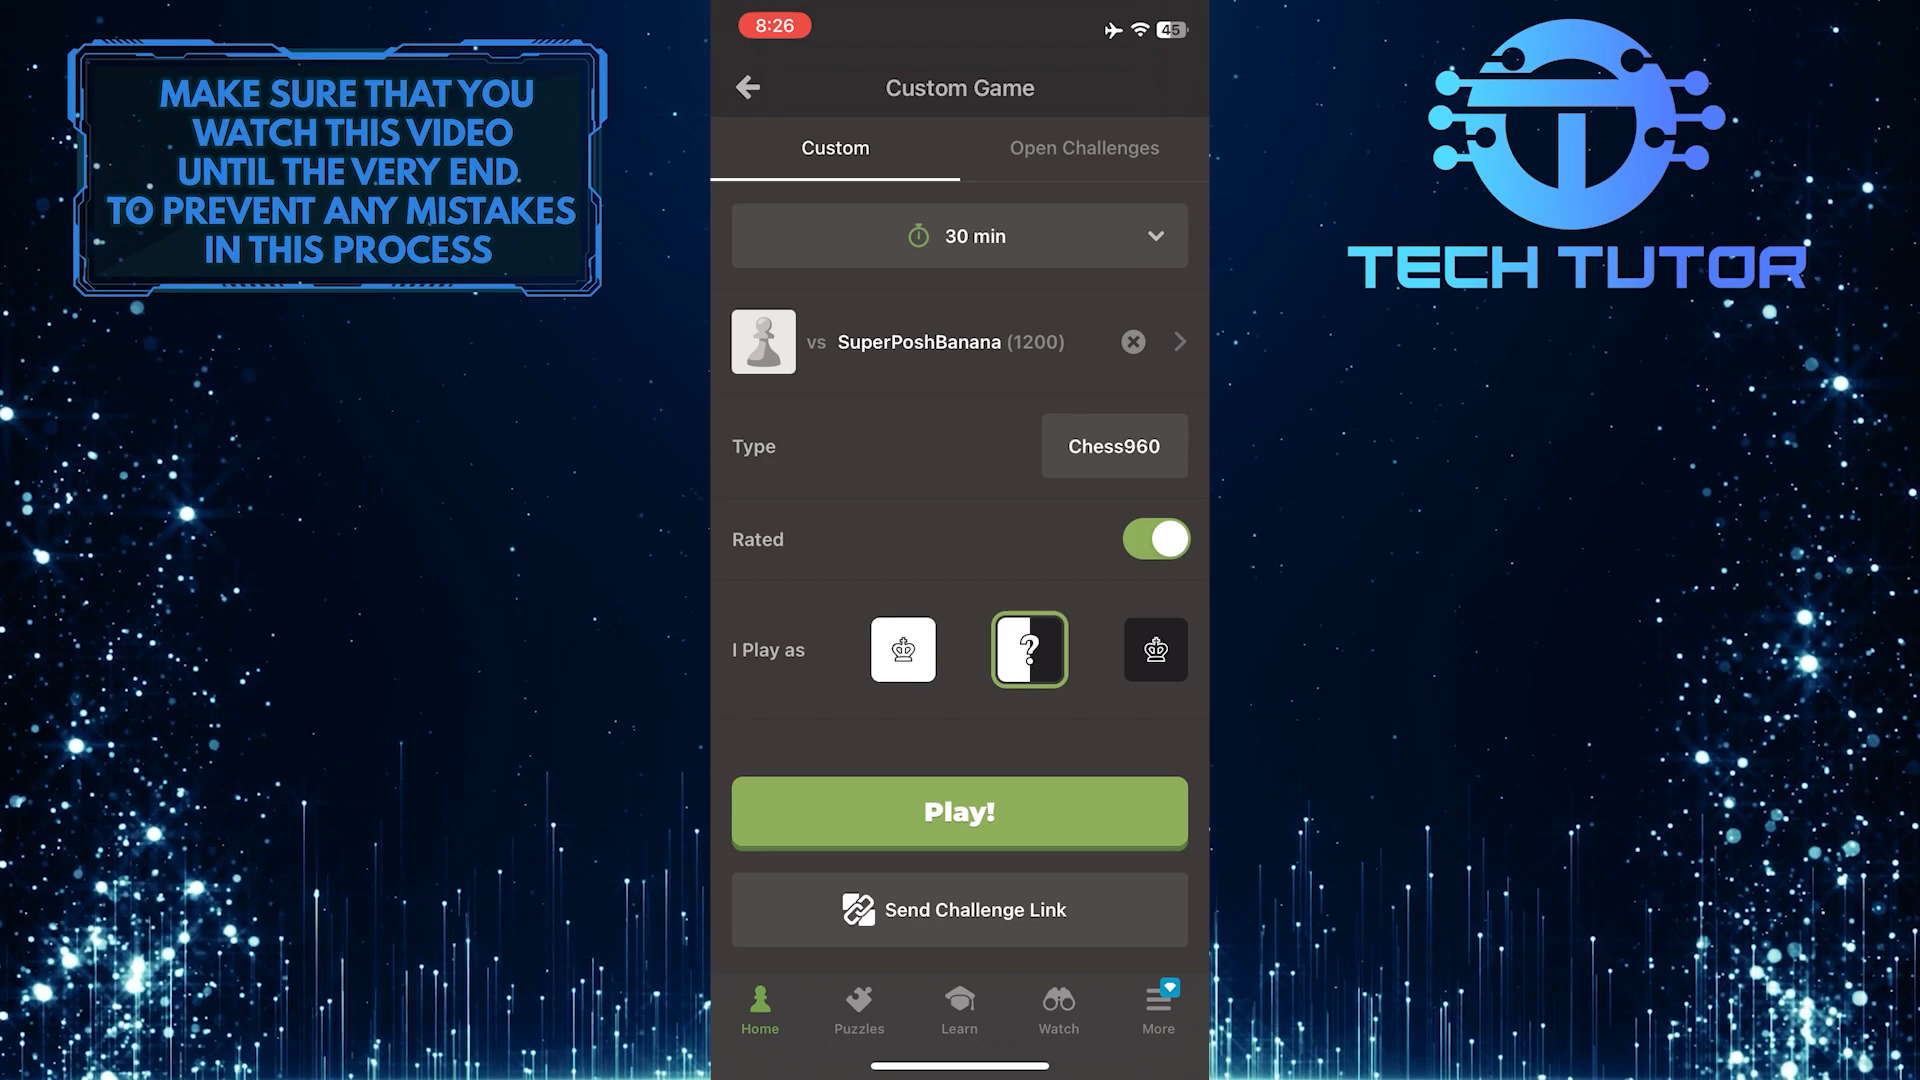 MAKE SURE THAT YOU
WATCH THIS VIDEO
UNTIL THE VERY END
TO PREVENT ANY MISTAKES
IN THIS PROCESS
8:26
45
Custom Game
Custom
Open Challenges
30 min
vs SuperPoshBanana (1200)
Type
Chess960
Rated
I Play as
?
Play!
Send Challenge Link
Home
Puzzles
Learn
Watch
More
TECH TUTOR